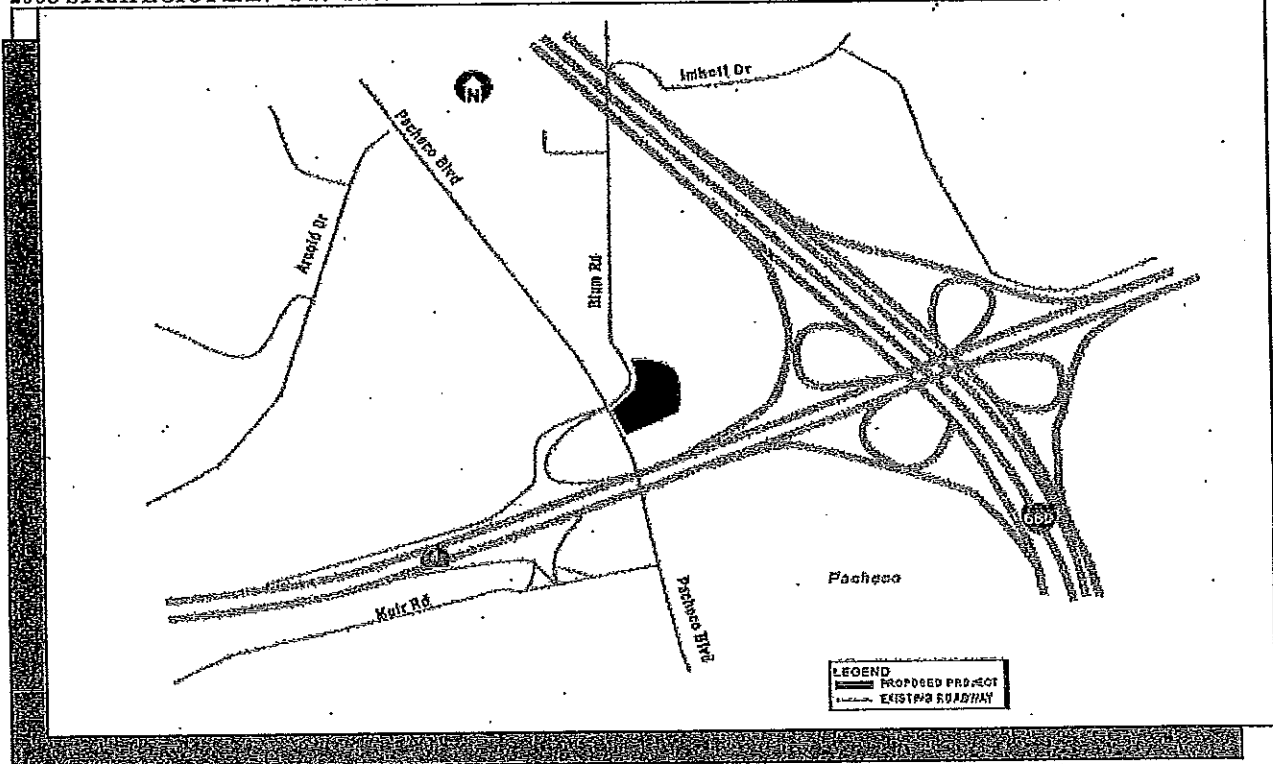 N
Imhoff Dr
Pacheco Blvd
Arnold Dr
Blum Rd
680
Pacheco
Muir Rd
Pacheco Blvd
LEGEND
PROPOSED PROJECT
EXISTING ROADWAY